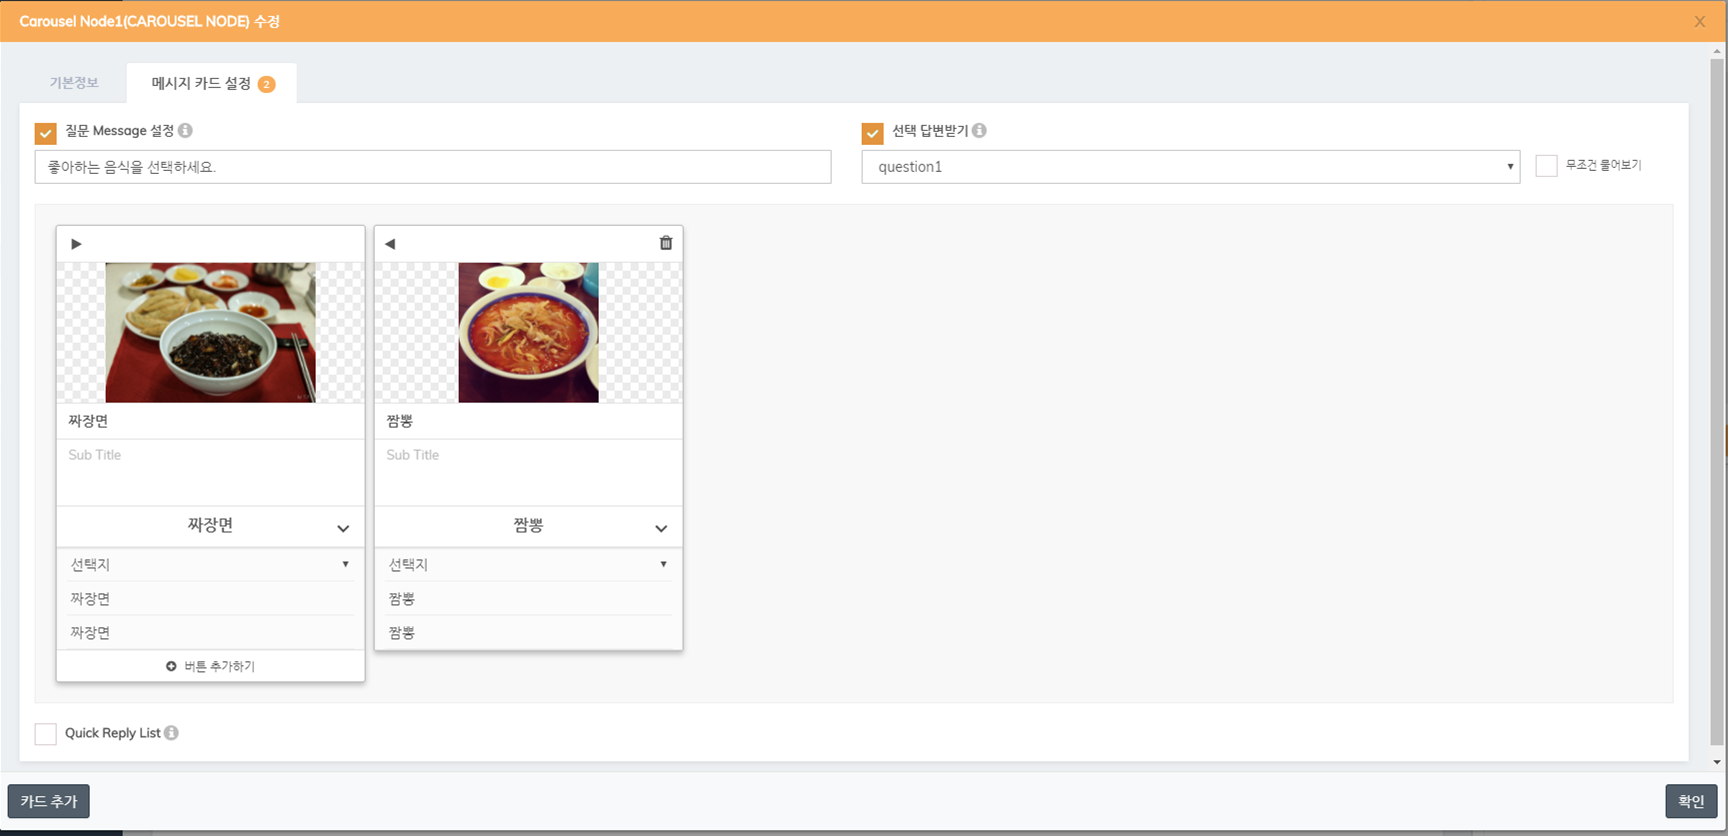 Carousel Node1(CAROUSEL NODE) 수정
X
기본정보
메시지 카드 설정 2
질문 Message 설정
선택 답변받기
좋아하는 음식을 선택하세요.
question1
무조건 물어보기
짜장면
Sub Title
짜장면
선택지
짜장면
짜장면
버튼 추가하기
짬뽕
Sub Title
짬뽕
선택지
짬뽕
짬뽕
Quick Reply List
카드 추가
확인